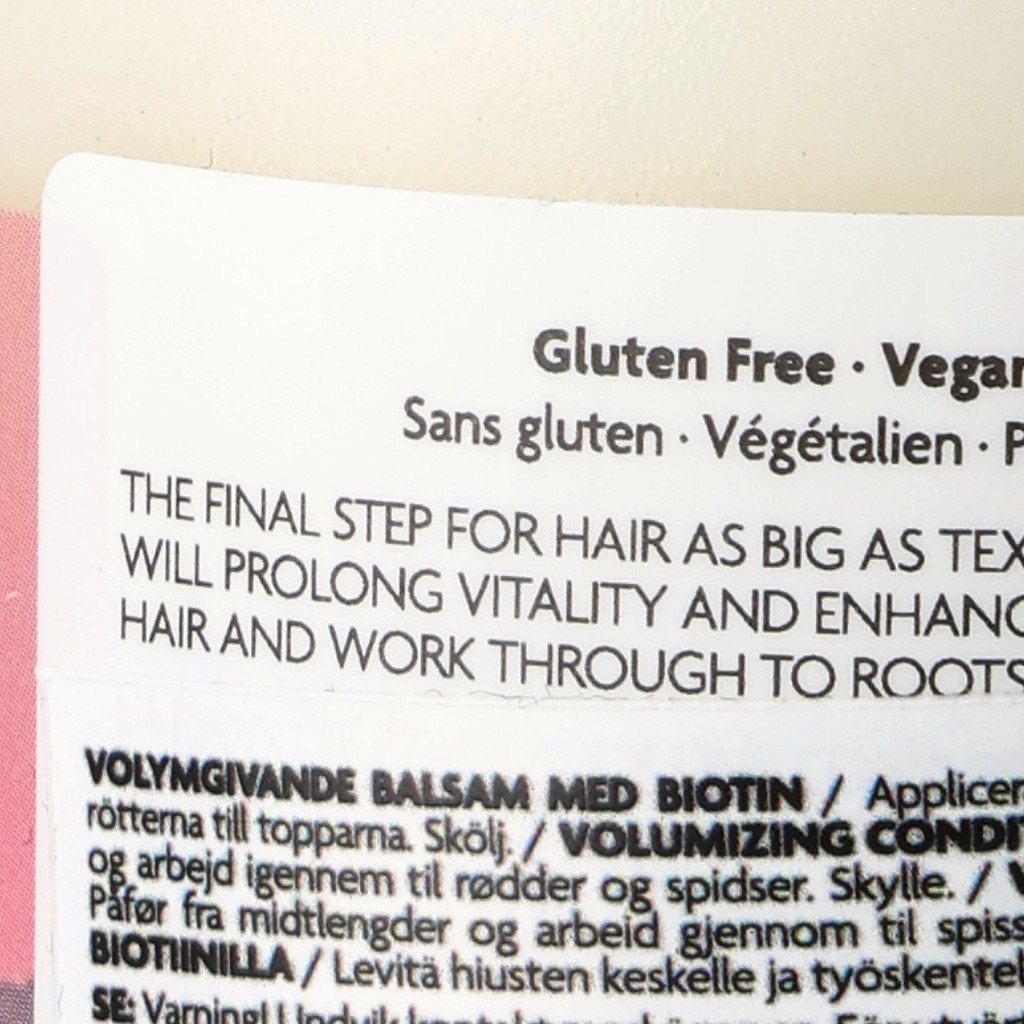 Gluten Free · Vegan
Sans gluten · Végétalien · P
THE FINAL STEP FOR HAIR AS BIG AS TEX
WILL PROLONG VITALITY AND ENHANC
HAIR AND WORK THROUGH TO ROOTS
VOLYMGIVANDE BALSAM MED BIOTIN / Applicer
rötterna till topparna. Skölj. / VOLUMIZING CONDI
og arbejd igennem til rødder og spidser. Skylle. / V
Påfør fra midtlengder og arbeid gjennom til spiss
BIOTIINILLA / Levitä hiusten keskelle ja työskentel
SE: Varning! Undvik